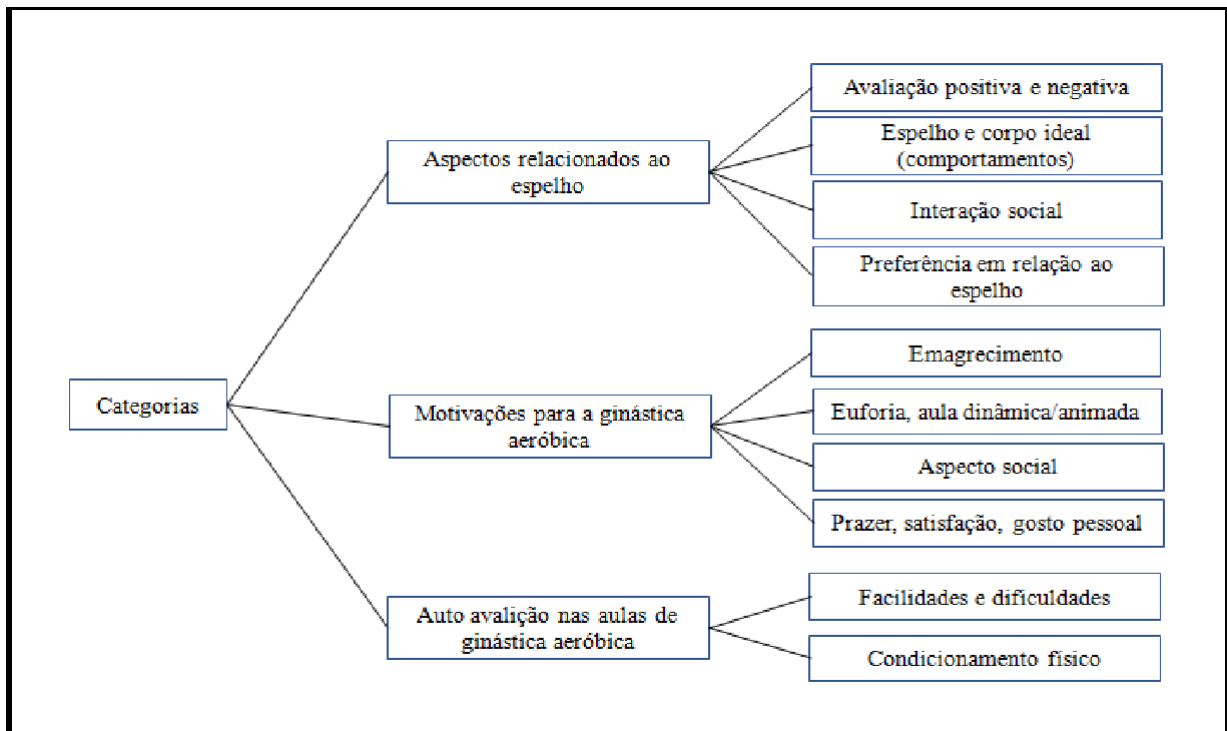 Categorias
Aspectos relacionados ao
espelho
Avaliação positiva e negativa
Espelho e corpo ideal
(comportamentos)
Interação social
Preferência em relação ao
espelho
Motivações para a ginástica
aeróbica
Emagrecimento
Euforia, aula dinâmica/animada
Aspecto social
Prazer, satisfação, gosto pessoal
Auto avalição nas aulas de
ginástica aeróbica
Facilidades e dificuldades
Condicionamento físico